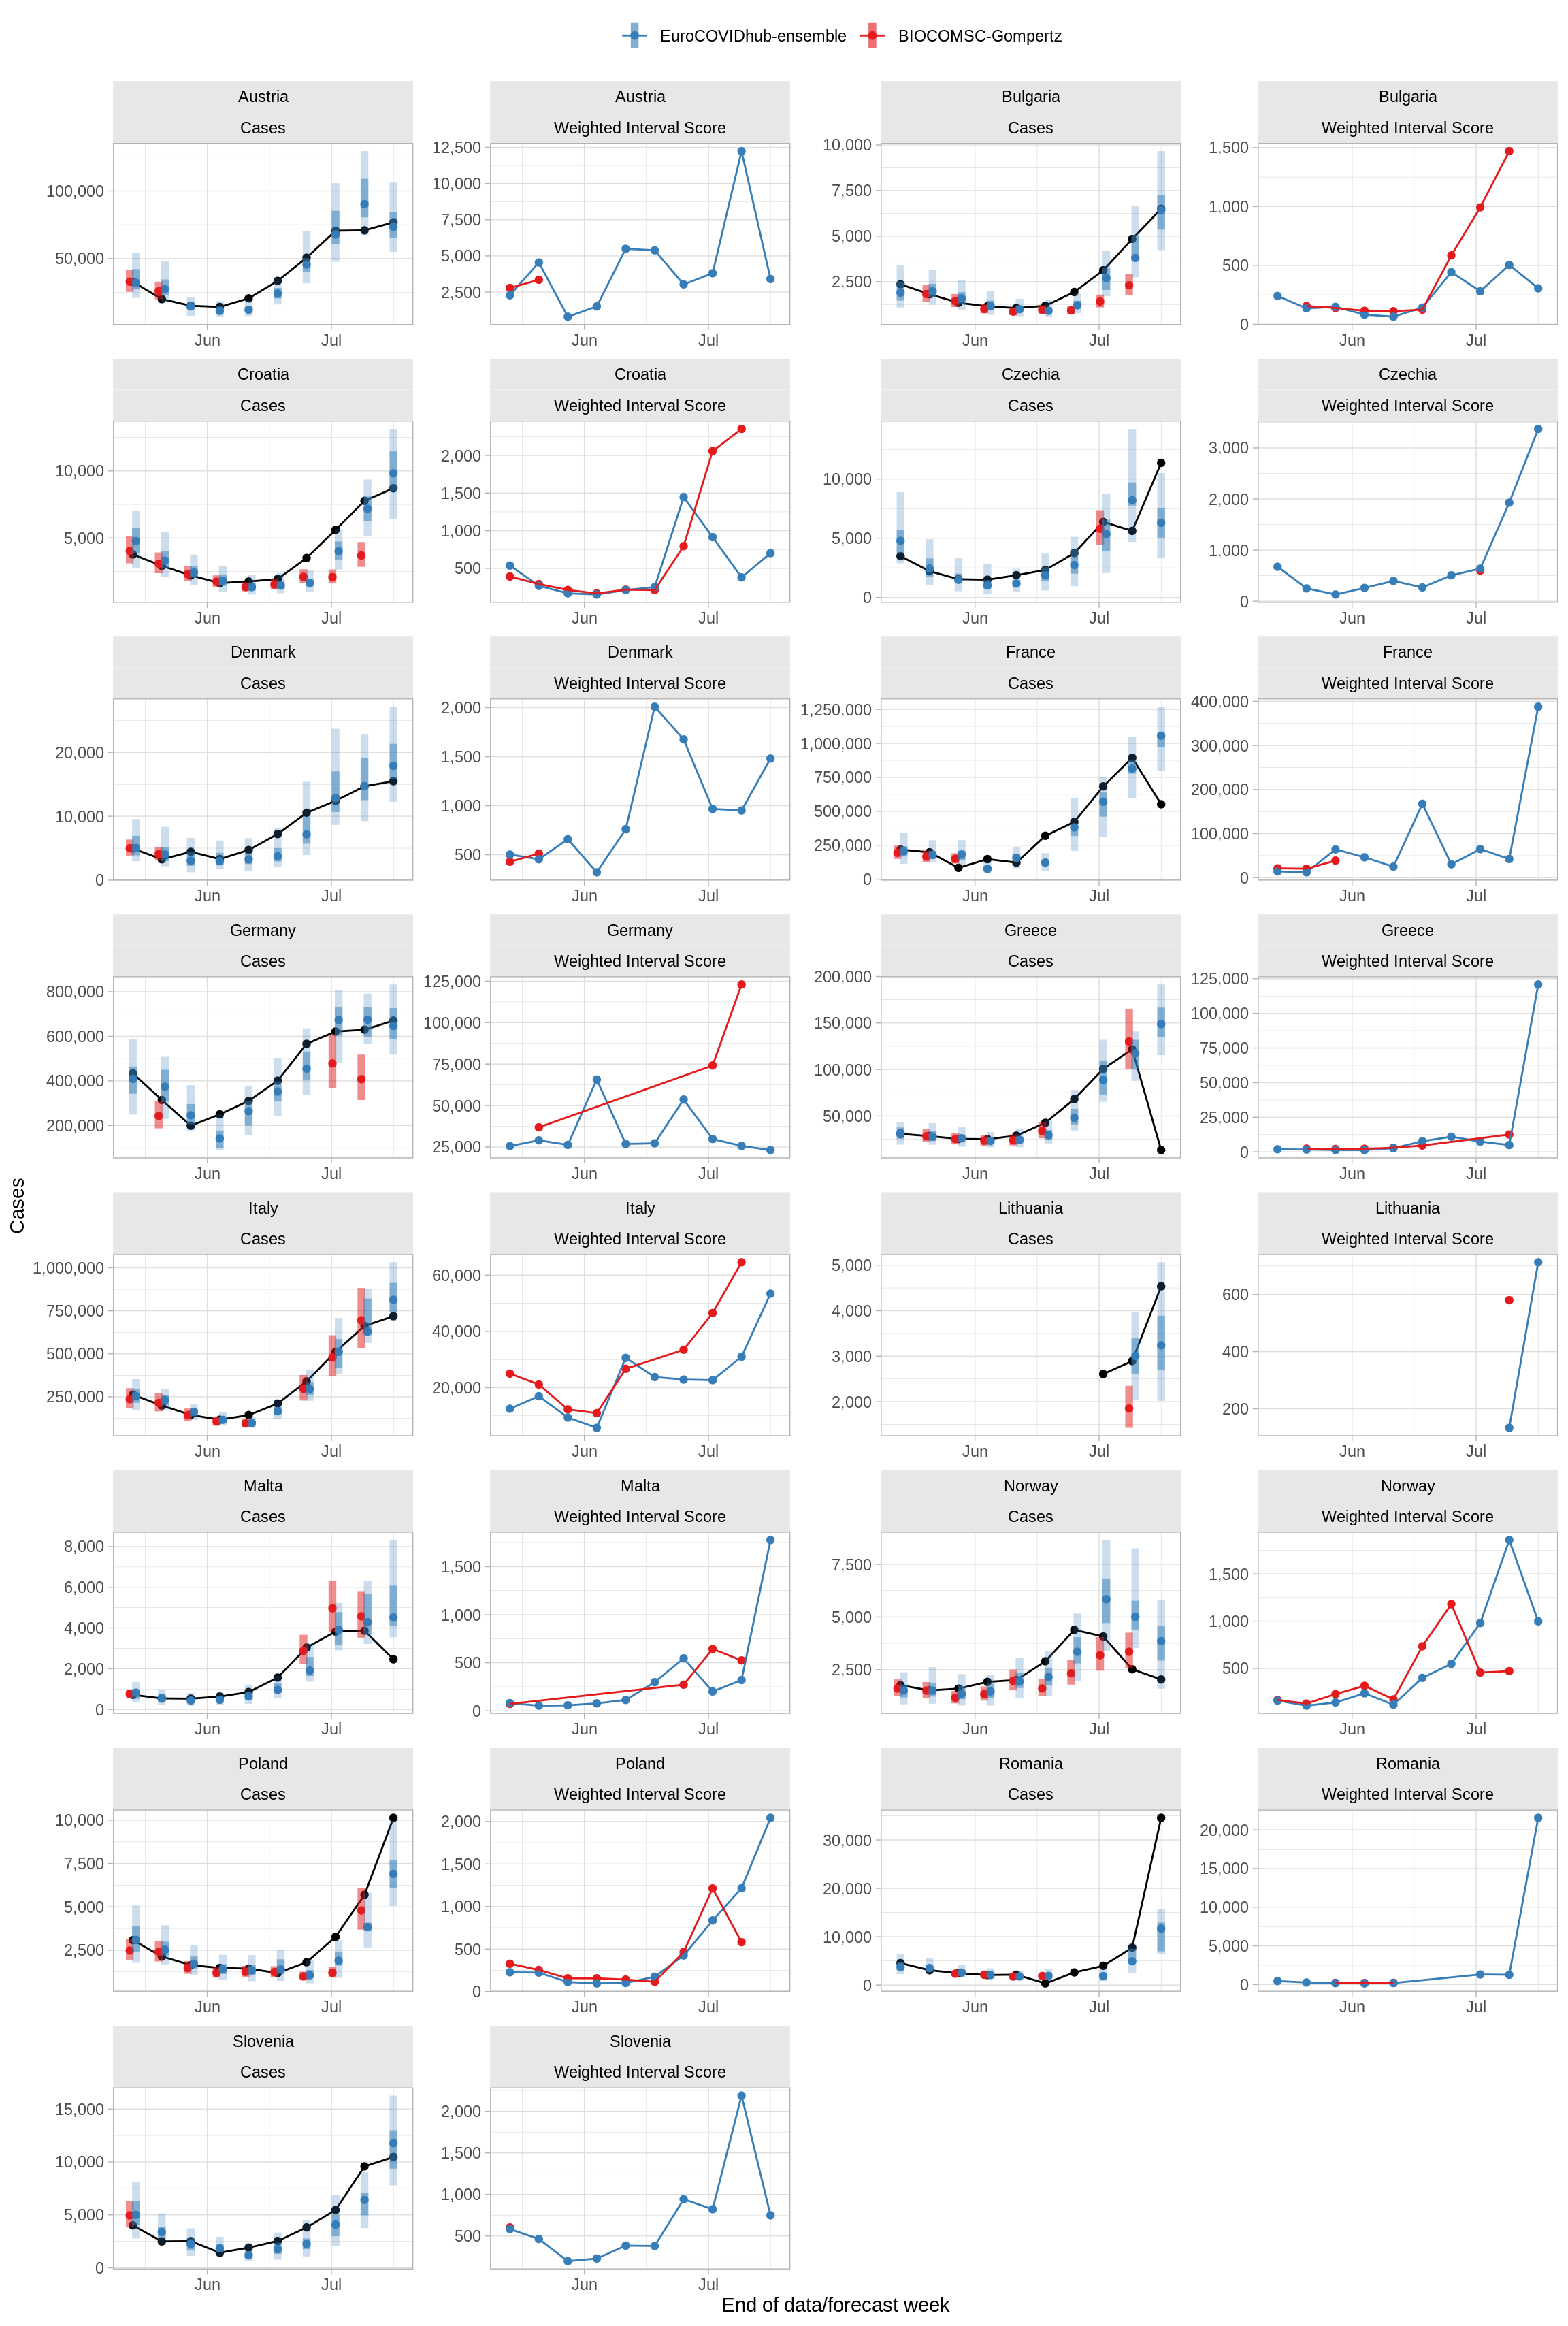 EuroCOVIDhub-ensemble BIOCOMSC-Gompertz
Austria Austria Bulgaria Bulgaria
Cases Weighted Interval Score Cases Weighted Interval Score
100,000
50,000
Jun Jul
12,500
10,000
7,500
5,000
2,500
Jun Jul
10,000
7,500
5,000
2,500
Jun Jul
1,500
1,000
500
0
Jun Jul
Croatia Croatia Czechia Czechia
Cases Weighted Interval Score Cases Weighted Interval Score
10,000
5,000
Jun Jul
2,000
1,500
1,000
500
Jun Jul
10,000
5,000
0
Jun Jul
3,000
2,000
1,000
0
Jun Jul
Denmark Denmark France France
Cases Weighted Interval Score Cases Weighted Interval Score
20,000
10,000
0
Jun Jul
2,000
1,500
1,000
500
Jun Jul
1,250,000
1,000,000
750,000
500,000
250,000
0
Jun Jul
400,000
300,000
200,000
100,000
0
Jun Jul
Germany Germany Greece Greece
Cases Weighted Interval Score Cases Weighted Interval Score
800,000
600,000
400,000
200,000
Jun Jul
125,000
100,000
75,000
50,000
25,000
Jun Jul
200,000
150,000
100,000
50,000
Jun Jul
125,000
100,000
75,000
50,000
25,000
0
Jun Jul
Cases
Italy Italy Lithuania Lithuania
Cases Weighted Interval Score Cases Weighted Interval Score
1,000,000
750,000
500,000
250,000
Jun Jul
60,000
40,000
20,000
Jun Jul
5,000
4,000
3,000
2,000
Jun Jul
600
400
200
Jun Jul
Malta Malta Norway Norway
Cases Weighted Interval Score Cases Weighted Interval Score
8,000
6,000
4,000
2,000
0
Jun Jul
1,500
1,000
500
0
Jun Jul
7,500
5,000
2,500
Jun Jul
1,500
1,000
500
Jun Jul
Poland Poland Romania Romania
Cases Weighted Interval Score Cases Weighted Interval Score
10,000
7,500
5,000
2,500
Jun Jul
2,000
1,500
1,000
500
0
Jun Jul
30,000
20,000
10,000
0
Jun Jul
20,000
15,000
10,000
5,000
0
Jun Jul
Slovenia Slovenia
Cases Weighted Interval Score
15,000
10,000
5,000
0
Jun Jul
2,000
1,500
1,000
500
Jun Jul
End of data/forecast week